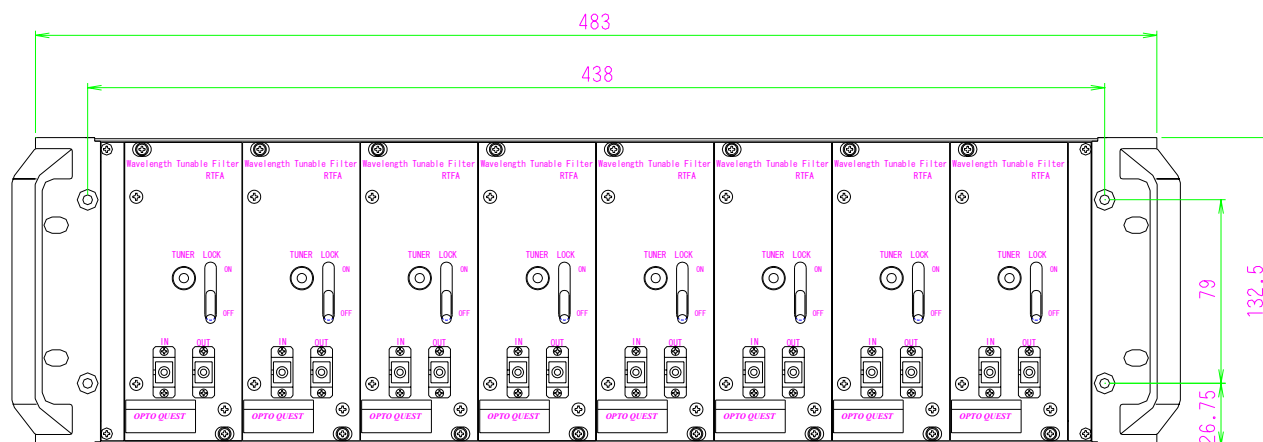 483
438
Wavelength Tunable Filter Wavelength Tunable Filter Wavelength Tunable Filter Wavelength Tunable Filter Wavelength Tunable Filter Wavelength Tunable Filter Wavelength Tunable Filter Wavelength Tunable Filter
RTFA RTFA RTFA RTFA RTFA RTFA RTFA RTFA
TUNER LOCK TUNER LOCK TUNER LOCK TUNER LOCK TUNER LOCK TUNER LOCK TUNER LOCK TUNER LOCK
ON ON ON ON ON ON ON ON
79
132.5
OFF OFF OFF OFF OFF OFF OFF OFF
IN OUT IN OUT IN OUT IN OUT IN OUT IN OUT IN OUT IN OUT
26.75
OPTO QUEST OPTO QUEST OPTO QUEST OPTO QUEST OPTO QUEST OPTO QUEST OPTO QUEST OPTO QUEST